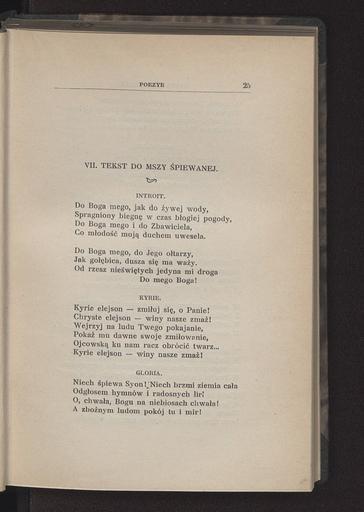 POEZYE 25
VII. TEKST DO MSZY ŚPIEWANEJ.
INTROIT.
Do Boga mego, jak do żywej wody,
Spragniony biegnę w czas błogiej pogody,
Do Boga mego i do Zbawiciela,
Co młodość moją duchem uwesela.
Do Boga mego, do Jego ołtarzy,
Jak gołębica, dusza się ma waży.
Od rzesz nieświętych jedyna mi droga
Do mego Boga!
KYRIE.
Kyrie elejson — zmiłuj się, o Panie!
Chryste elejson — winy nasze zmaż!
Wejrzyj na ludu Twego pokajanie,
Pokaż mu dawne swoje zmiłowanie,
Ojcowską ku nam racz obrócić twarz...
Kyrie elejson — winy nasze zmaż!
GLORIA.
Niech śpiewa Syon! Niech brzmi ziemia cała
Odgłosem hymnów i radosnych lir!
O, chwała, Bogu na niebiosach chwała!
A zbożnym ludom pokój tu i mir!